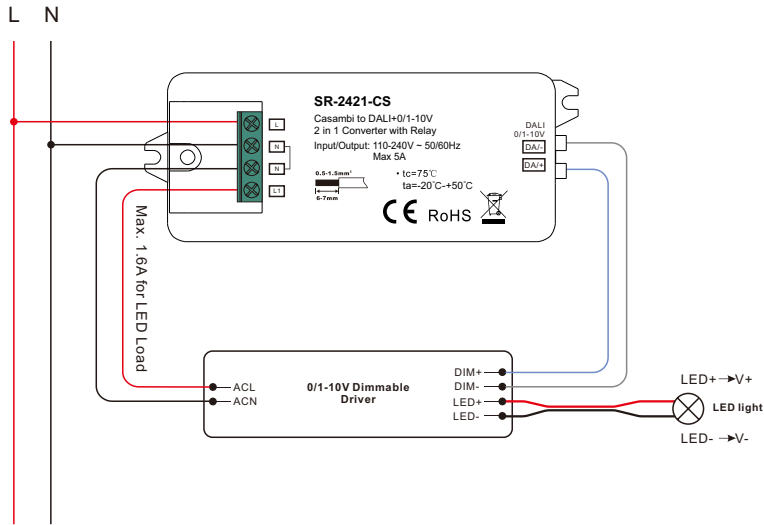 L N
SR-2421-CS
Casambi to DALI+0/1-10V
2 in 1 Converter with Relay
Input/Output: 110-240V ~ 50/60Hz
Max 5A
0.5-1.5mm²
6-7mm
• tc=75℃
ta=-20℃-+50℃
CE RoHS
L
N
N
L1
DALI
0/1-10V
DA/-
DA/+
Max. 1.6A for LED Load
ACL
ACN
0/1-10V Dimmable
Driver
DIM+
DIM-
LED+
LED-
LED+→V+
LED light
LED- →V-